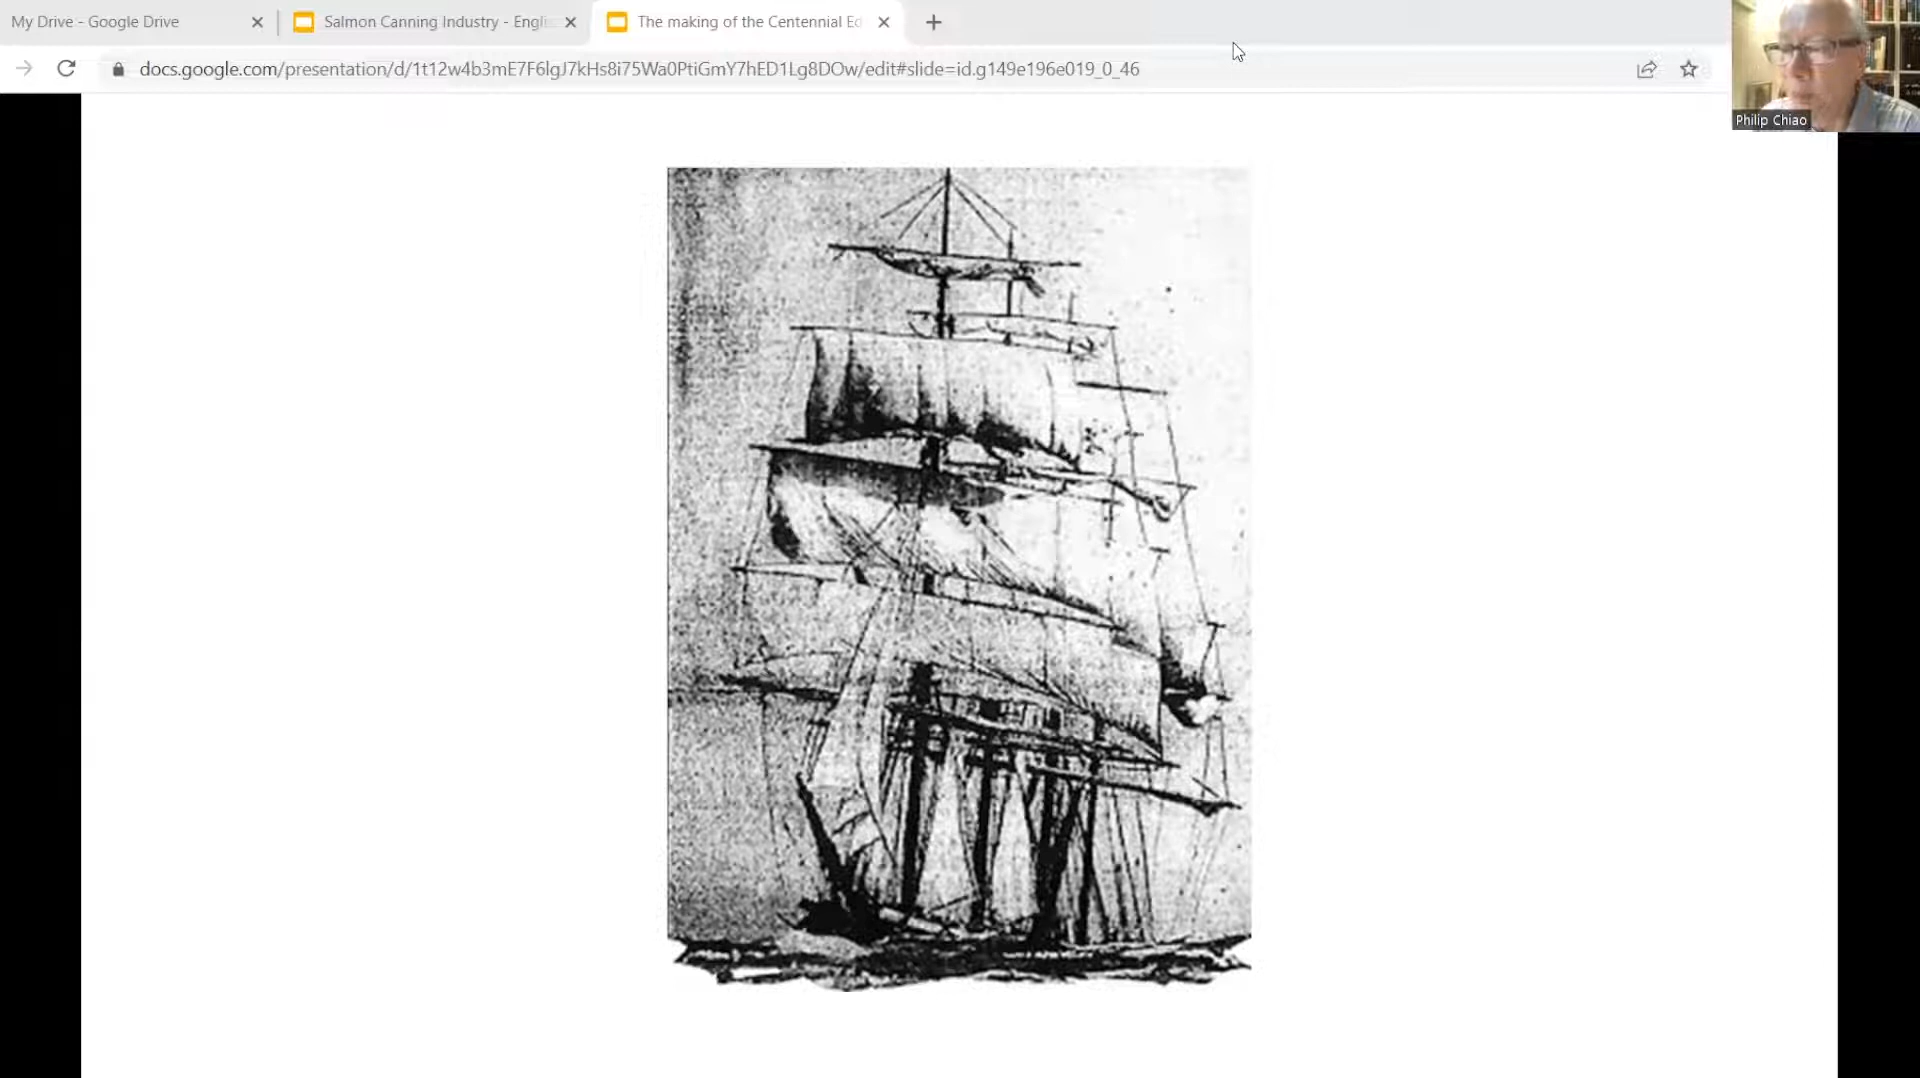 My Drive - Google Drive
Salmon Canning Industry - Englis
The making of the Centennial Ed
docs.google.com/presentation/d/1t12w4b3mE7F6lgJ7kHs8i75Wa0PtiGmY7hED1Lg8DOw/edit#slide=id.g149e196e019_0_46
Philip Chiao